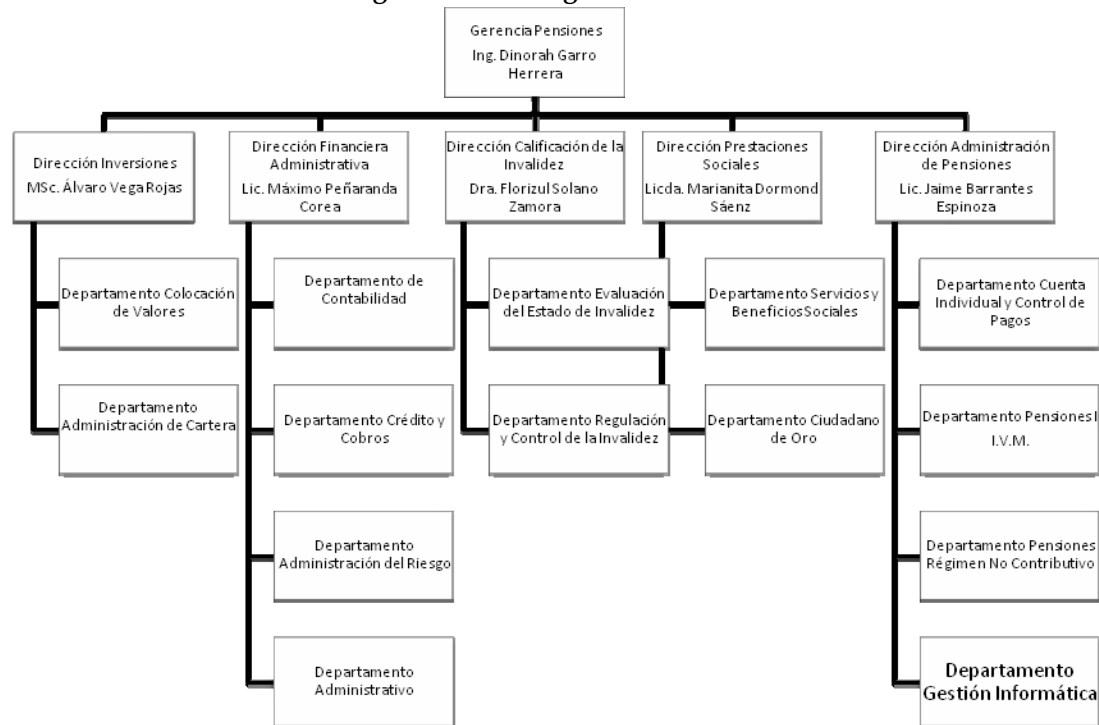 Gerencia Pensiones
Ing. Dinorah Garro
Herrera
Dirección Inversiones
MSc. Álvaro Vega Rojas
Dirección Financiera
Administrativa
Lic. Máximo Peñaranda
Corea
Dirección Calificación de la
Invalidez
Dra. Florizul Solano
Zamora
Dirección Prestaciones
Sociales
Licda. Marianita Dormond
Sáenz
Dirección Administración
de Pensiones
Lic. Jaime Barrantes
Espinoza
Departamento Colocación
de Valores
Departamento de
Contabilidad
Departamento Evaluación
del Estado de Invalidez
Departamento Servicios y
Beneficios Sociales
Departamento Cuenta
Individual y Control de
Pagos
Departamento
Administración de Cartera
Departamento Crédito y
Cobros
Departamento Regulación
y Control de la Invalidez
Departamento Ciudadano
de Oro
Departamento Pensiones I
I.V.M.
Departamento
Administración del Riesgo
Departamento Pensiones
Régimen No Contributivo
Departamento
Administrativo
Departamento
Gestión Informática